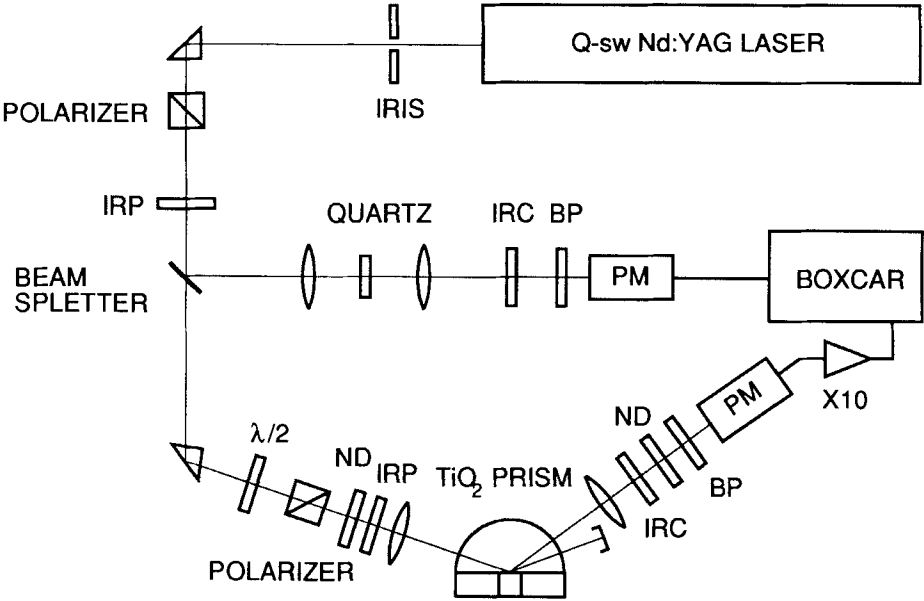 Q-sw Nd:YAG LASER
IRIS
POLARIZER
IRP
QUARTZ
IRC BP
BEAM
SPLETTER
PM
BOXCAR
X10
PM
λ/2
ND
IRP
TiO₂ PRISM
ND
BP
IRC
POLARIZER